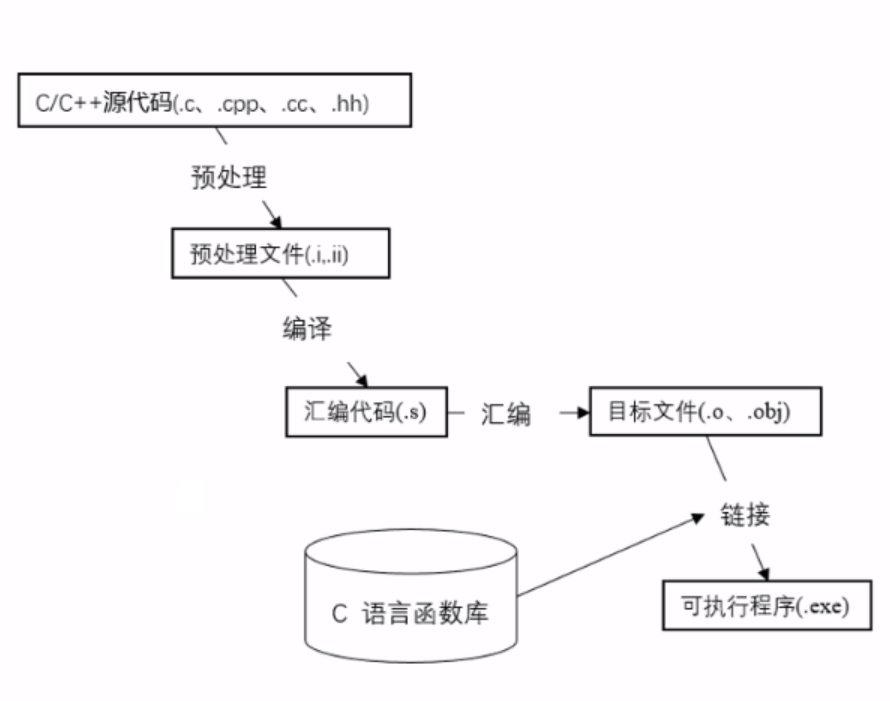 C/C++源代码(.c、.cpp、.cc、.hh)
预处理
预处理文件(.i,.ii)
编译
汇编代码(.s)
汇编
目标文件(.o、.obj)
链接
C 语言函数库
可执行程序(.exe)